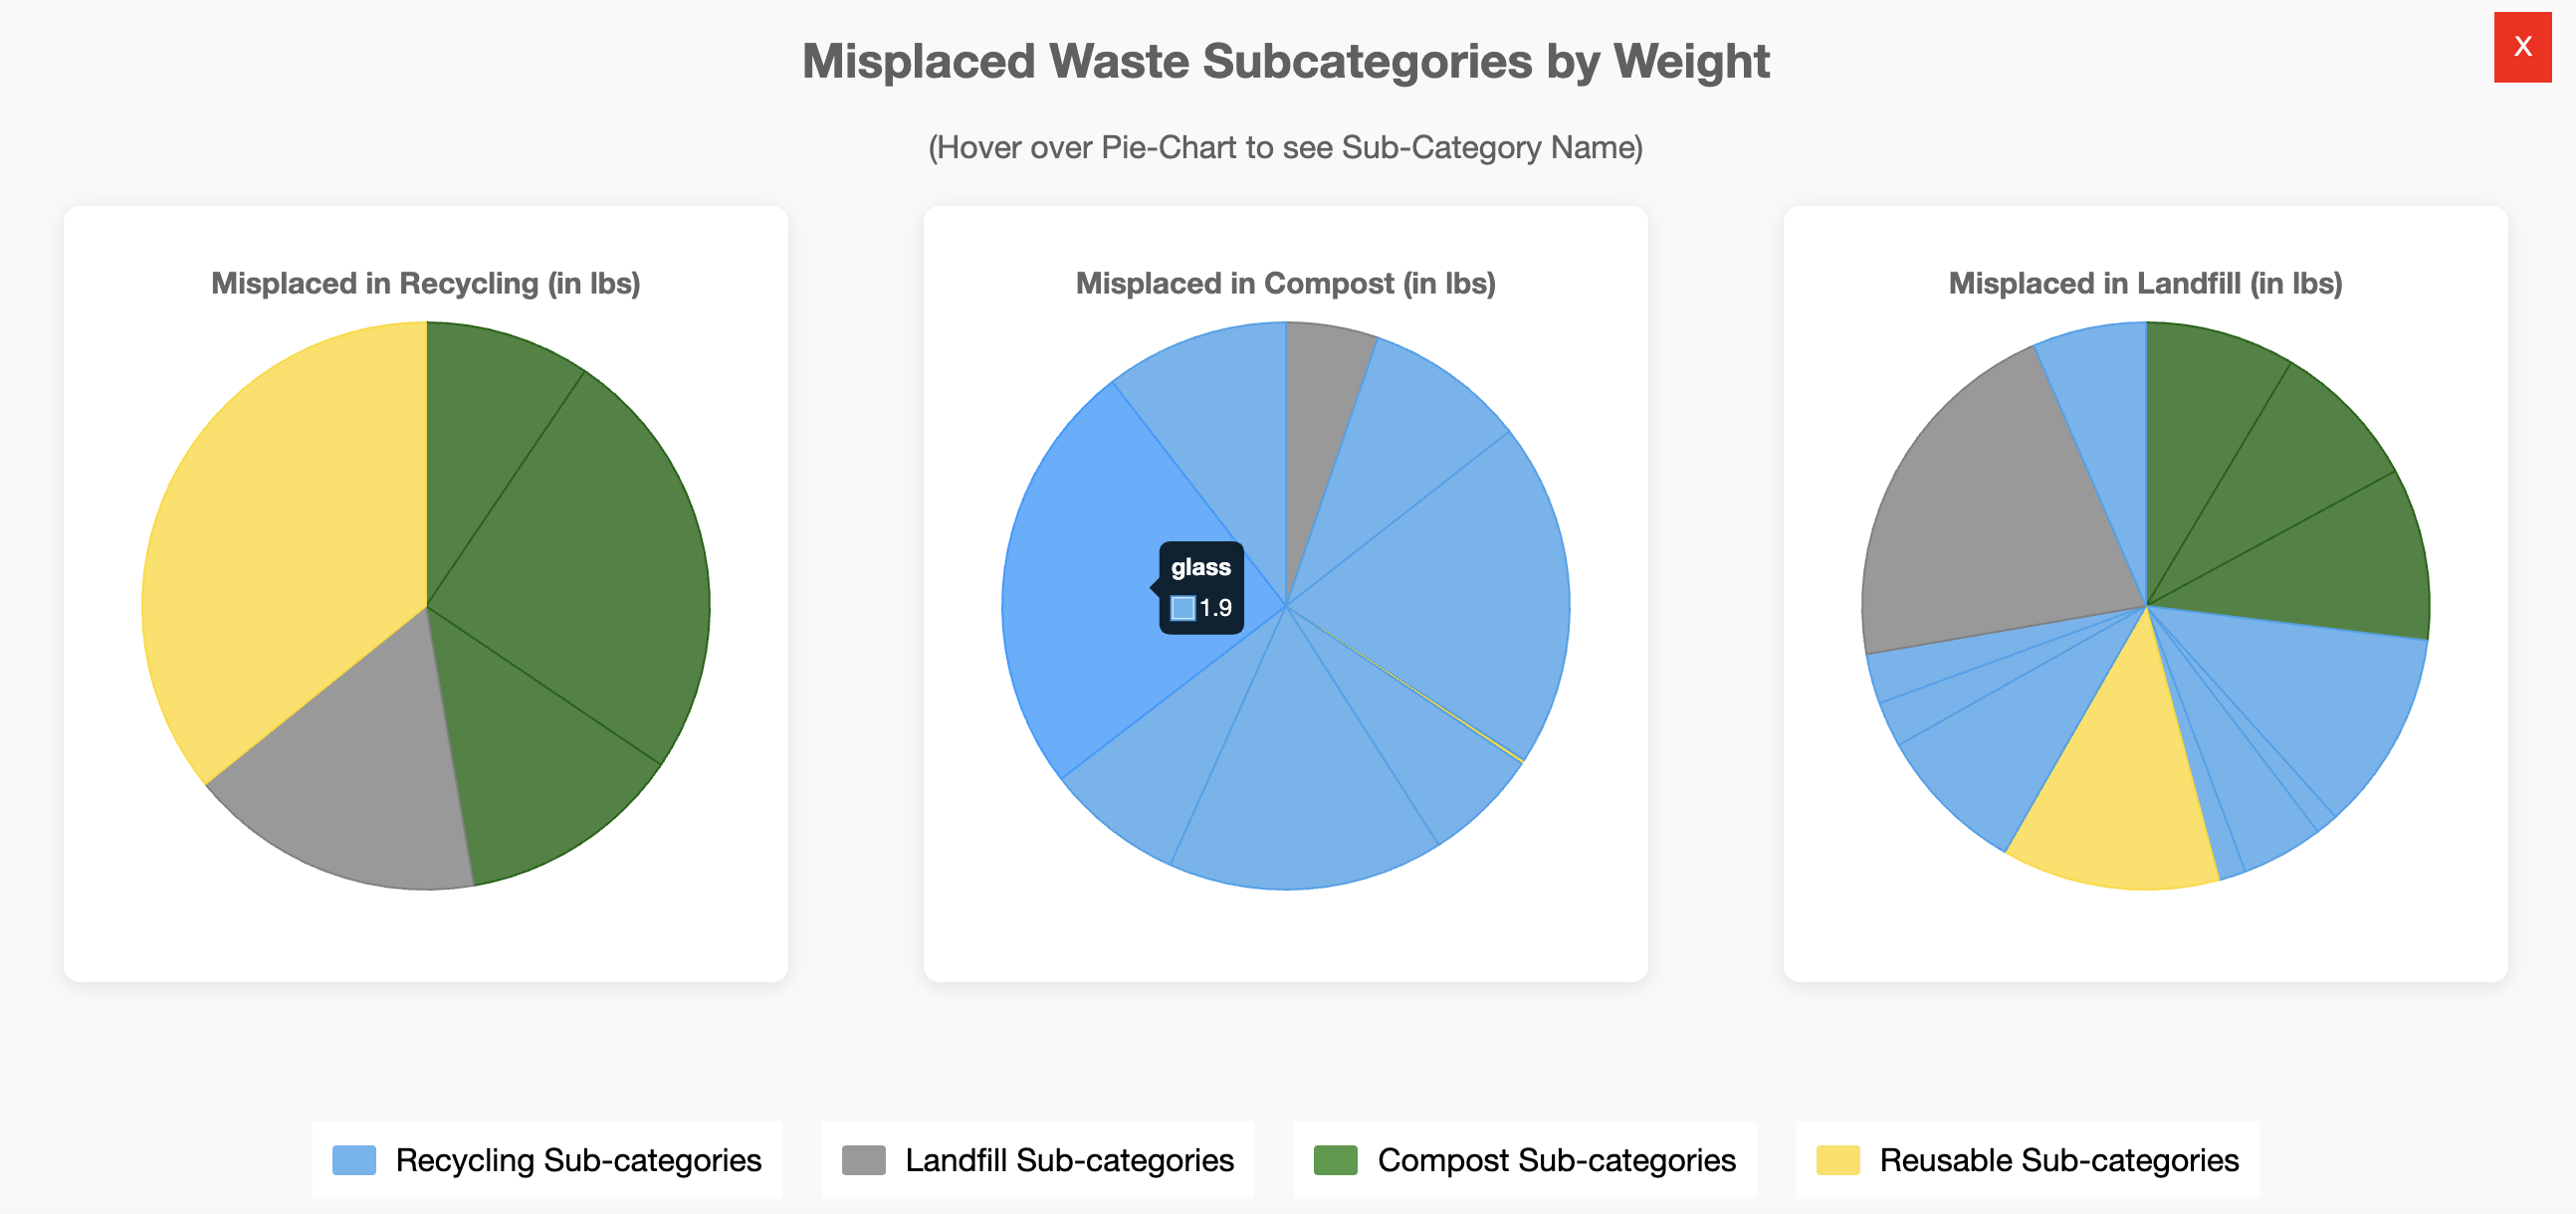 Misplaced Waste Subcategories by Weight
X
(Hover over Pie-Chart to see Sub-Category Name)
Misplaced in Recycling (in lbs)
Misplaced in Compost (in lbs)
Misplaced in Landfill (in lbs)
glass
1.9
Recycling Sub-categories
Landfill Sub-categories
Compost Sub-categories
Reusable Sub-categories